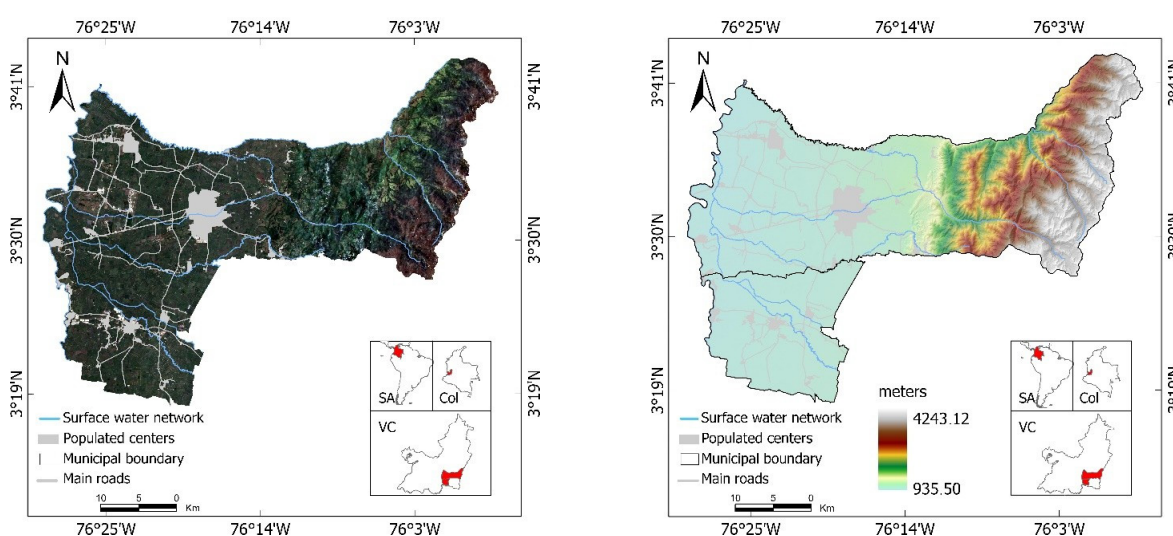 76°25'W 76°14'W 76°3'W
N
3°41'N 3°41'N
3°30'N 3°30'N
3°19'N 3°19'N
SA Col
VC
Surface water network
Populated centers
Municipal boundary
Main roads
10 5 0
Km
76°25'W 76°14'W 76°3'W
76°25'W 76°14'W 76°3'W
N
3°41'N
3°30'N
3°19'N
meters
4243.12
935.50
SA Col
VC
Surface water network
Populated centers
Municipal boundary
Main roads
10 5 0
Km
76°25'W 76°14'W 76°3'W